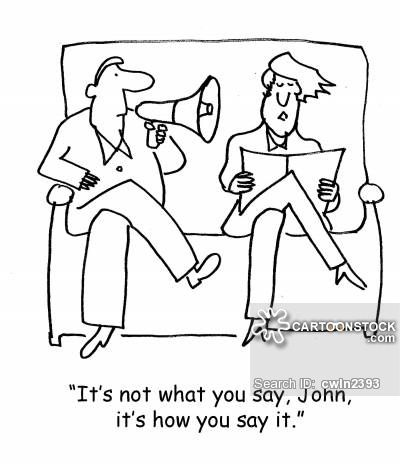 CARTOONSTOCK
.com
Search ID: cwln2393
"It's not what you say, John,
it's how you say it."